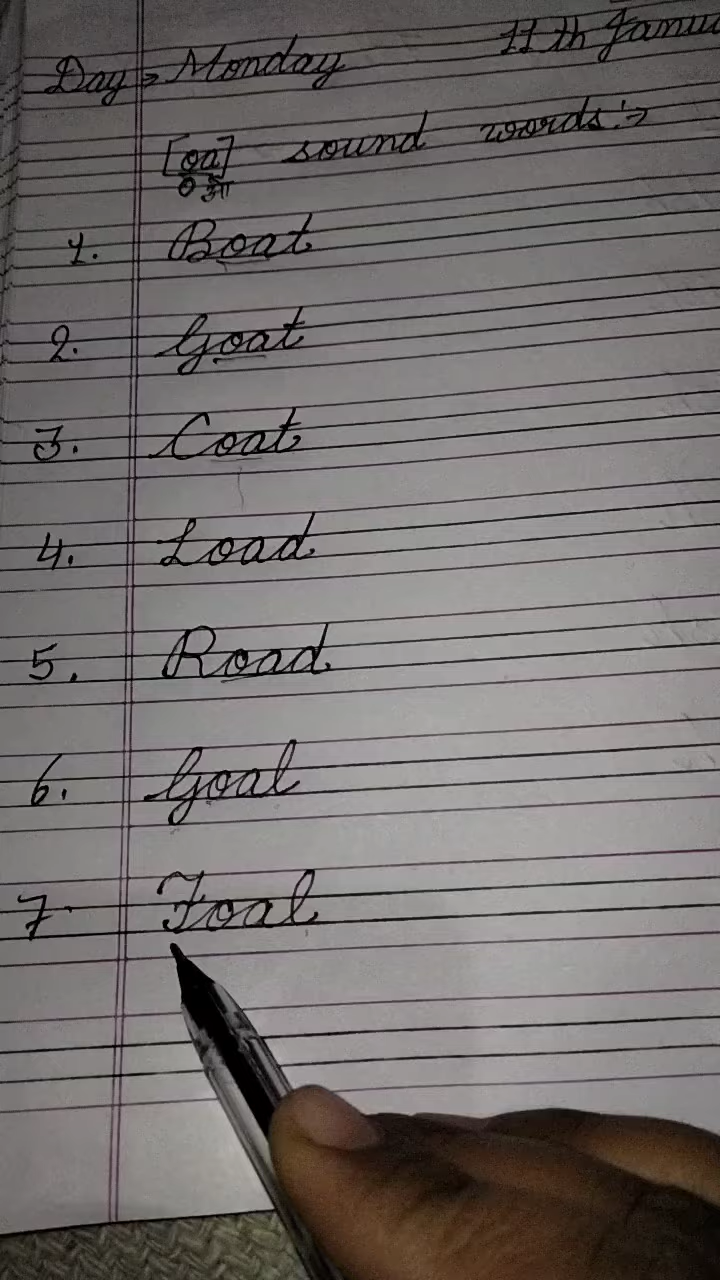 Day → Monday 11th Janu
[oa] sound words:→
ओ
1. Boat
2. Goat
3. Coat
4. Load
5. Road
6. Goal
7. Foal